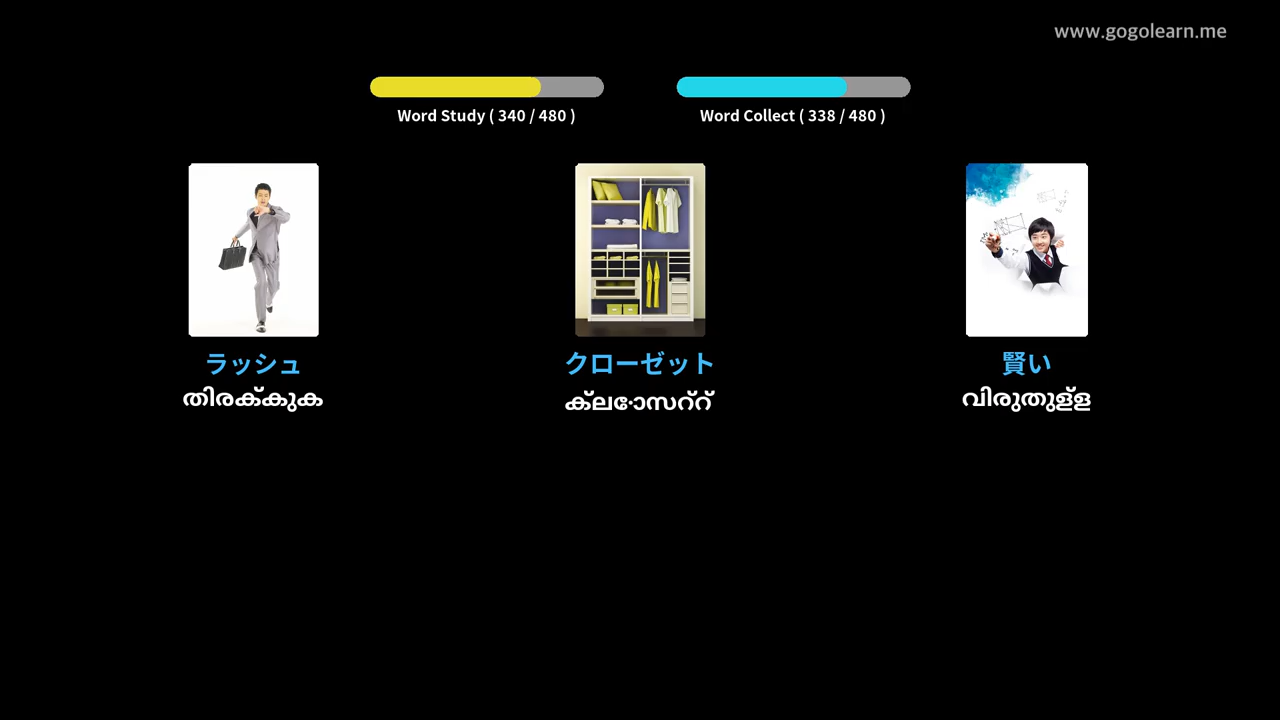 www.gogolearn.me
Word Study ( 340 / 480 )
Word Collect ( 338 / 480 )
ラッシュ
クローゼット
賢い
തിരക്കുക
ക്ലോസറ്റ്
വിരുതുള്ള